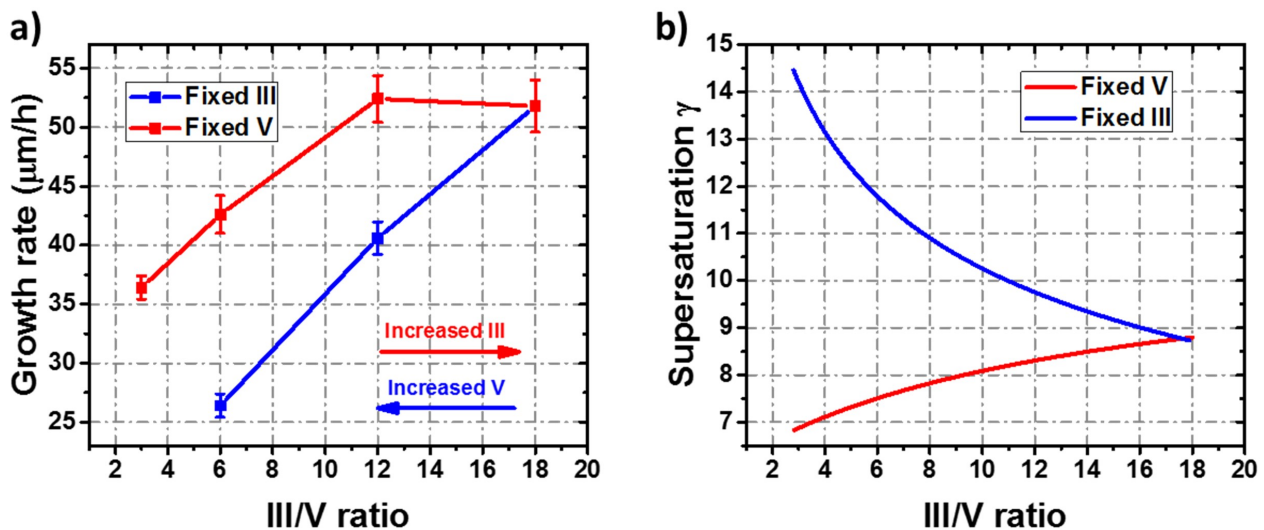 a)
Growth rate (μm/h)
55
50
45
40
35
30
25
Fixed III
Fixed V
Increased III
Increased V
2 4 6 8 10 12 14 16 18 20
III/V ratio
b)
Supersaturation γ
15
14
13
12
11
10
9
8
7
Fixed V
Fixed III
2 4 6 8 10 12 14 16 18 20
III/V ratio